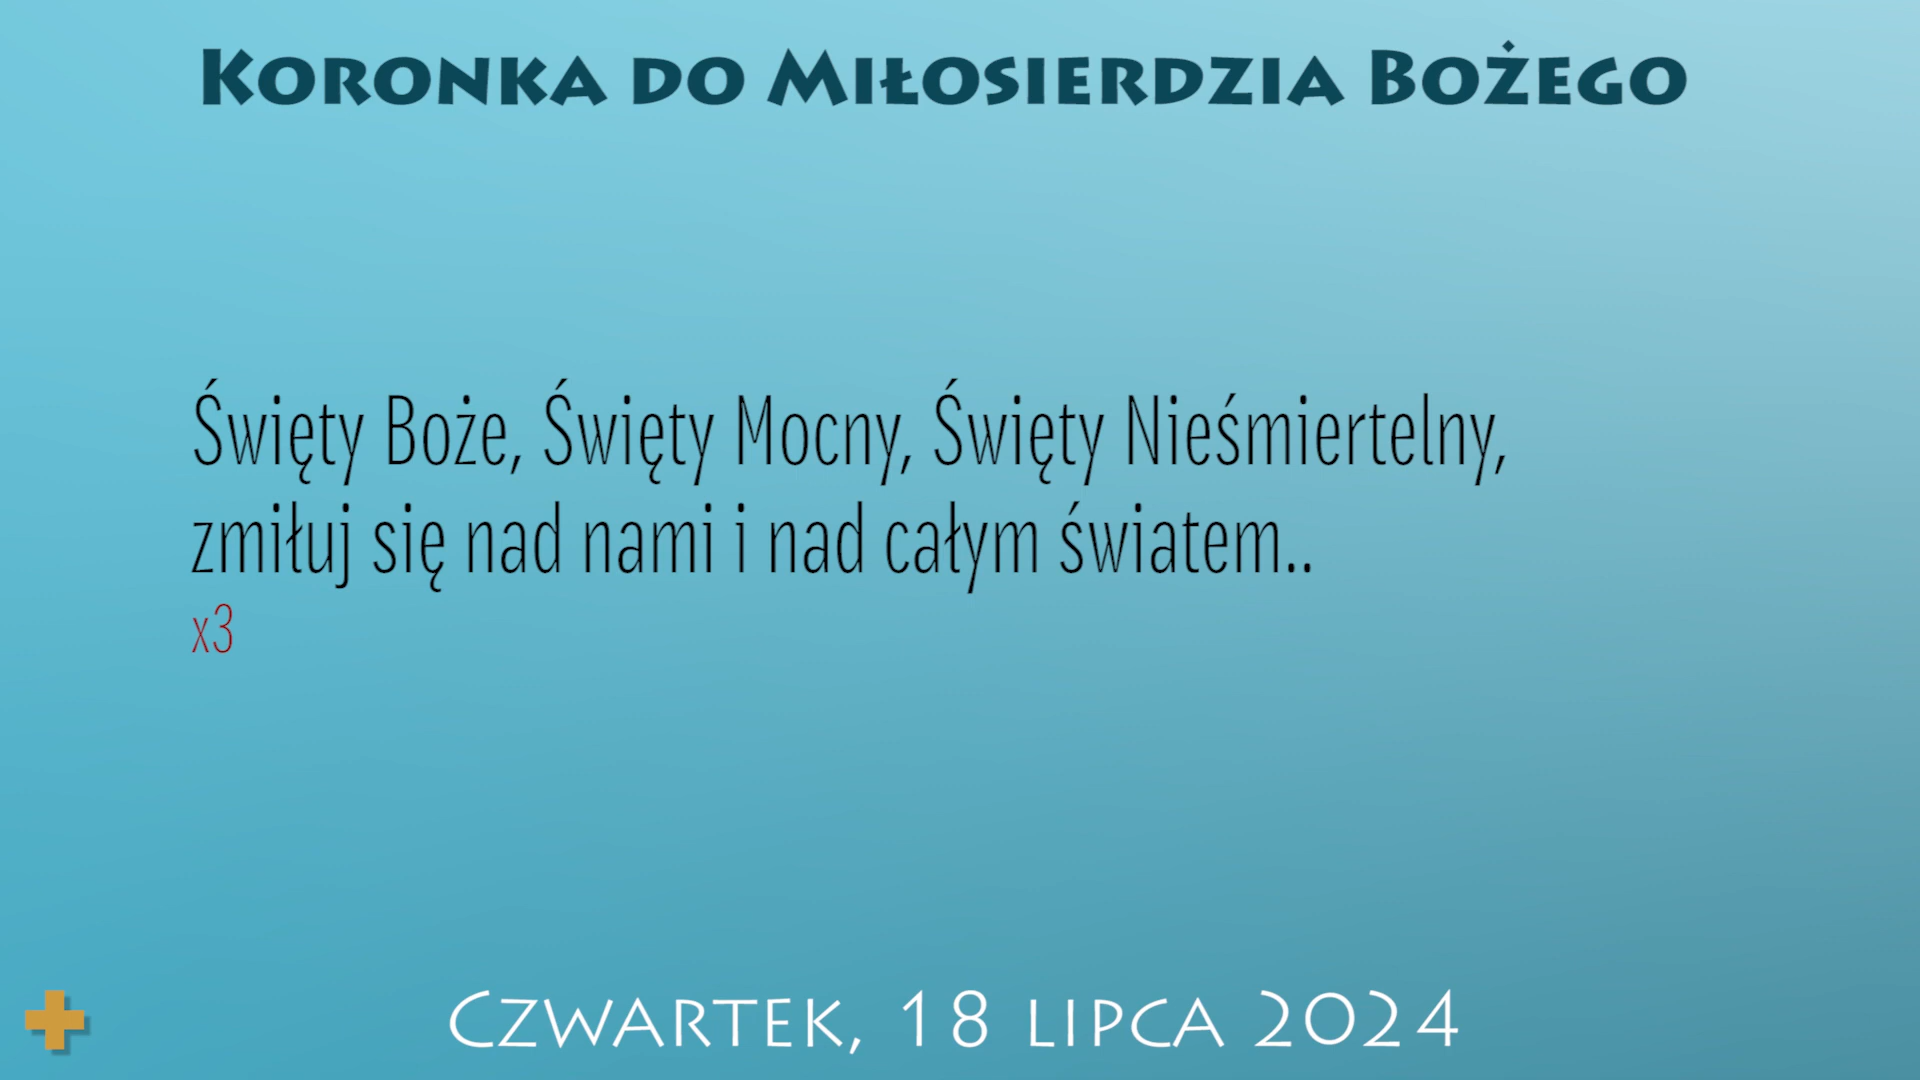 Koronka do Miłosierdzia Bożego
Święty Boże, Święty Mocny, Święty Nieśmiertelny,
zmiłuj się nad nami i nad całym światem..
x3
Czwartek, 18 lipca 2024